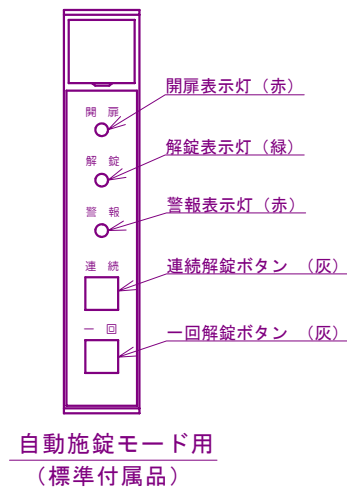 開扉
開扉表示灯（赤）
解錠
解錠表示灯（緑）
警報
警報表示灯（赤）
連続
連続解錠ボタン（灰）
一回
一回解錠ボタン（灰）
自動施錠モード用
（標準付属品）